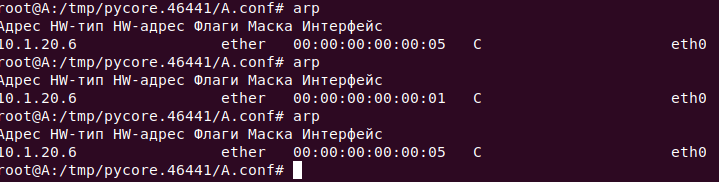 root@A:/tmp/pycore.46441/A.conf# arp
Адрес HW-тип HW-адрес Флаги Маска Интерфейс
10.1.20.6 ether 00:00:00:00:00:05 C eth0
root@A:/tmp/pycore.46441/A.conf# arp
Адрес HW-тип HW-адрес Флаги Маска Интерфейс
10.1.20.6 ether 00:00:00:00:00:01 C eth0
root@A:/tmp/pycore.46441/A.conf# arp
Адрес HW-тип HW-адрес Флаги Маска Интерфейс
10.1.20.6 ether 00:00:00:00:00:05 C eth0
root@A:/tmp/pycore.46441/A.conf#